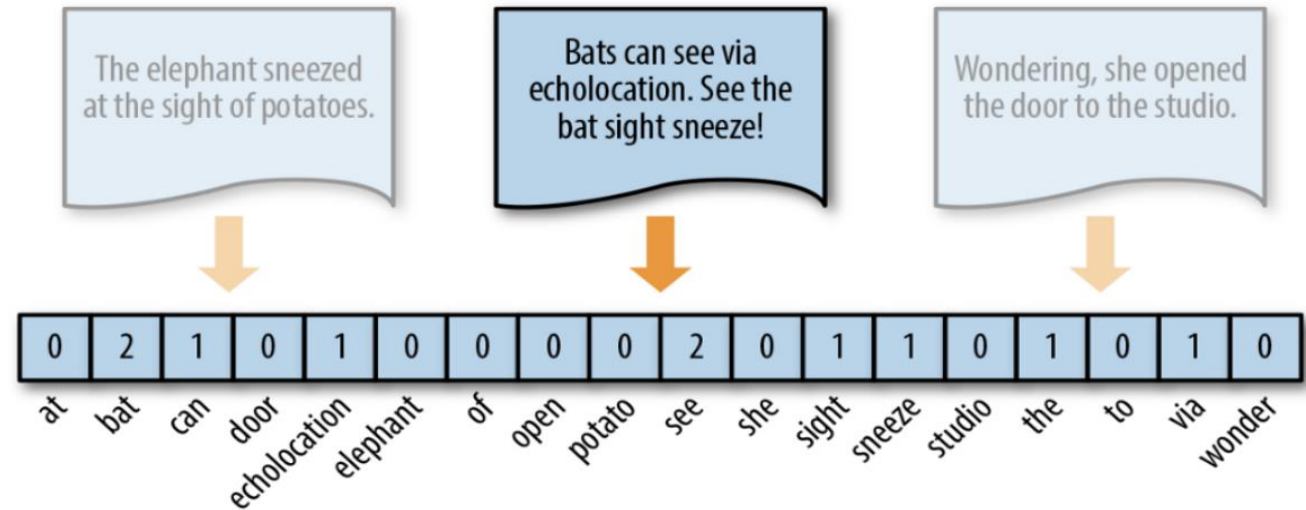 The elephant sneezed
at the sight of potatoes.
Bats can see via
echolocation. See the
bat sight sneeze!
Wondering, she opened
the door to the studio.
0 2 1 0 1 0 0 0 0 2 0 1 1 0 1 0 1 0
at bat can door echolocation elephant of open potato see she sight sneeze studio the to via wonder